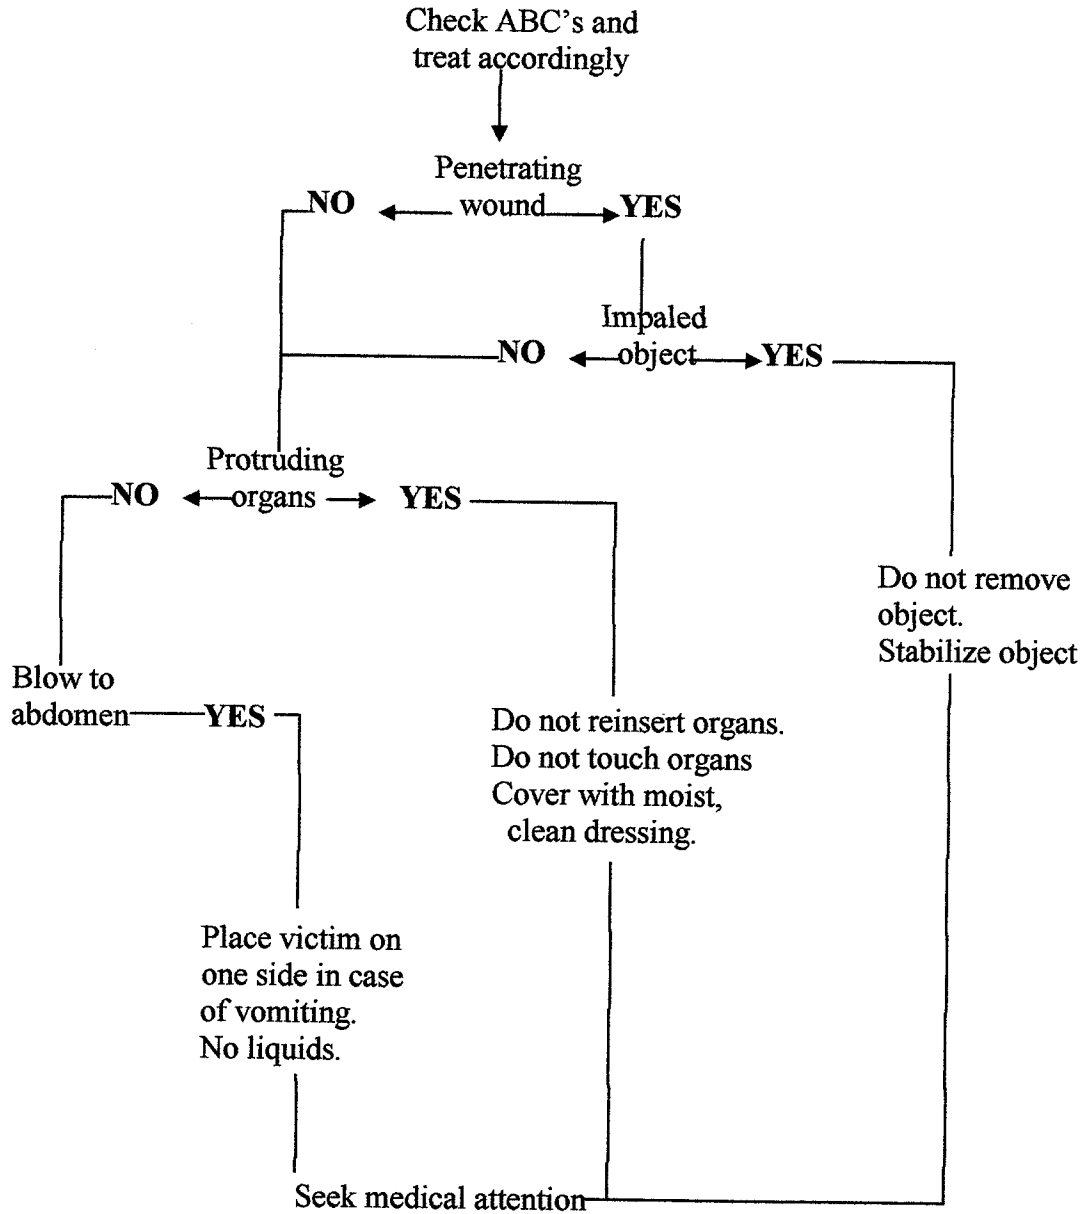 Check ABC's and
treat accordingly
Penetrating
NO wound YES
Impaled
NO object YES
Protruding
NO organs YES
Do not remove
object.
Stabilize object
Blow to
abdomen YES
Do not reinsert organs.
Do not touch organs
Cover with moist,
clean dressing.
Place victim on
one side in case
of vomiting.
No liquids.
Seek medical attention